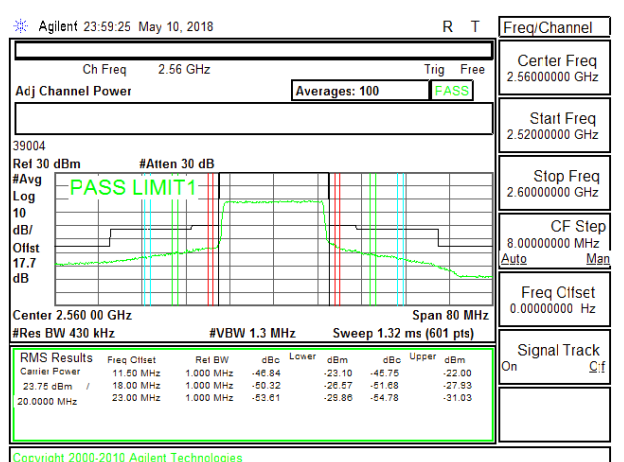 Agilent 23:59:25 May 10, 2018 R T
Freq/Channel
Ch Freq 2.56 GHz Trig Free
Adj Channel Power Averages: 100 PASS
Center Freq
2.56000000 GHz
Start Freq
2.52000000 GHz
Stop Freq
2.60000000 GHz
CF Step
8.00000000 MHz
Auto Man
Freq Offset
0.00000000 Hz
Signal Track
On Off
39004
Ref 30 dBm #Atten 30 dB
#Avg
Log
10
dB/
Offst
17.7
dB
PASS LIMIT1
Center 2.560 00 GHz Span 80 MHz
#Res BW 430 kHz #VBW 1.3 MHz Sweep 1.32 ms (601 pts)
RMS Results Freq Offset Ref BW dBc Lower dBm dBc Upper dBm
Carrier Power 11.50 MHz 1.000 MHz -46.84 -23.10 -45.75 -22.00
23.75 dBm / 18.00 MHz 1.000 MHz -50.32 -26.57 -51.68 -27.93
20.0000 MHz 23.00 MHz 1.000 MHz -53.61 -29.86 -54.78 -31.03
Copyright 2000-2010 Agilent Technologies